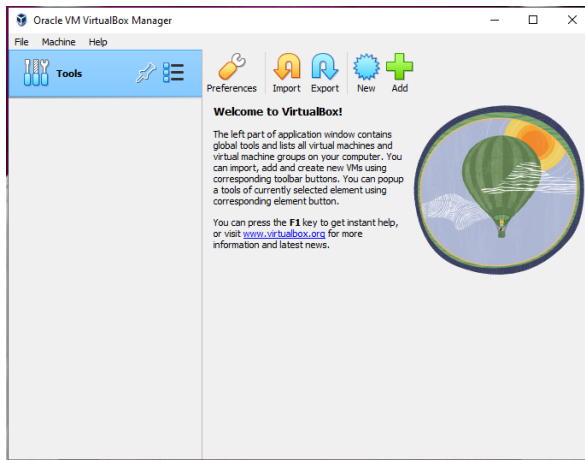 Oracle VM VirtualBox Manager
File Machine Help
Tools
Preferences Import Export New Add
Welcome to VirtualBox!
The left part of application window contains
global tools and lists all virtual machines and
virtual machine groups on your computer. You
can import, add and create new VMs using
corresponding toolbar buttons. You can popup
a tools of currently selected element using
corresponding element button.
You can press the F1 key to get instant help,
or visit www.virtualbox.org for more
information and latest news.